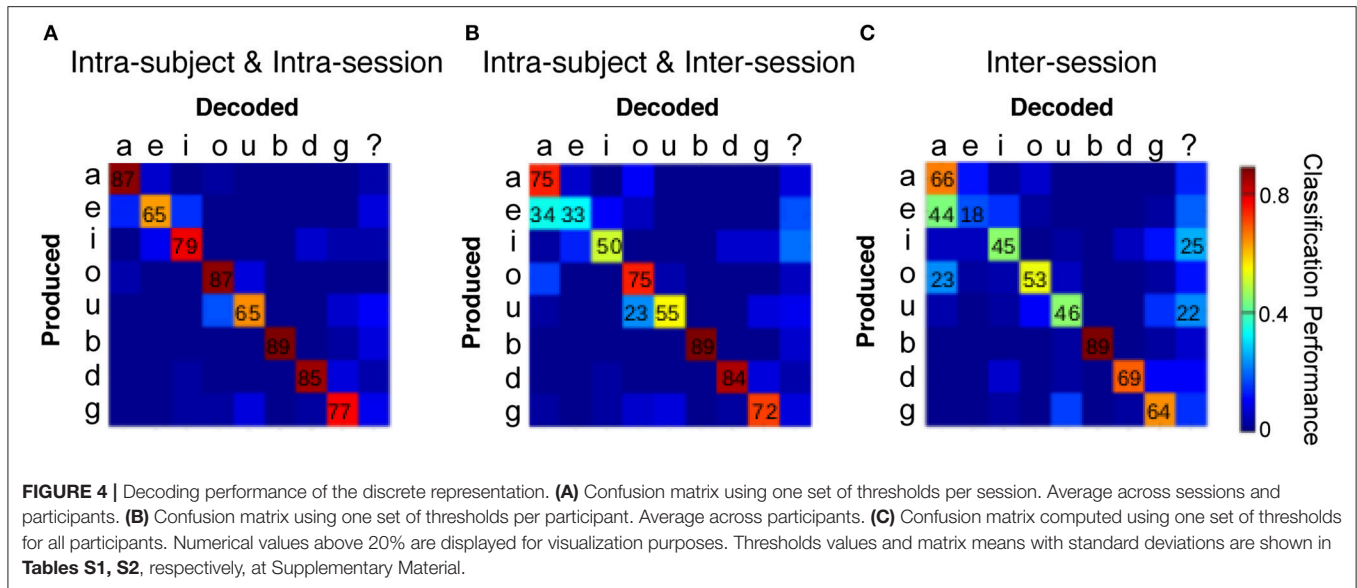 A
B
C
Intra-subject & Intra-session
Intra-subject & Inter-session
Inter-session
Decoded
Decoded
Decoded
a e i o u b d g ?
a e i o u b d g ?
a e i o u b d g ?
Produced
a 87
e 65
i 79
o 87
u 65
b 89
d 85
g 77
Produced
a 75
e 34 33
i 50
o 75
u 23 55
b 89
d 84
g 72
Produced
a 66
e 44 18
i 45 25
o 23 53
u 46 22
b 89
d 69
g 64
0.8
0.4
0
Classification Performance
FIGURE 4 | Decoding performance of the discrete representation. (A) Confusion matrix using one set of thresholds per session. Average across sessions and
participants. (B) Confusion matrix using one set of thresholds per participant. Average across participants. (C) Confusion matrix computed using one set of thresholds
for all participants. Numerical values above 20% are displayed for visualization purposes. Thresholds values and matrix means with standard deviations are shown in
Tables S1, S2, respectively, at Supplementary Material.